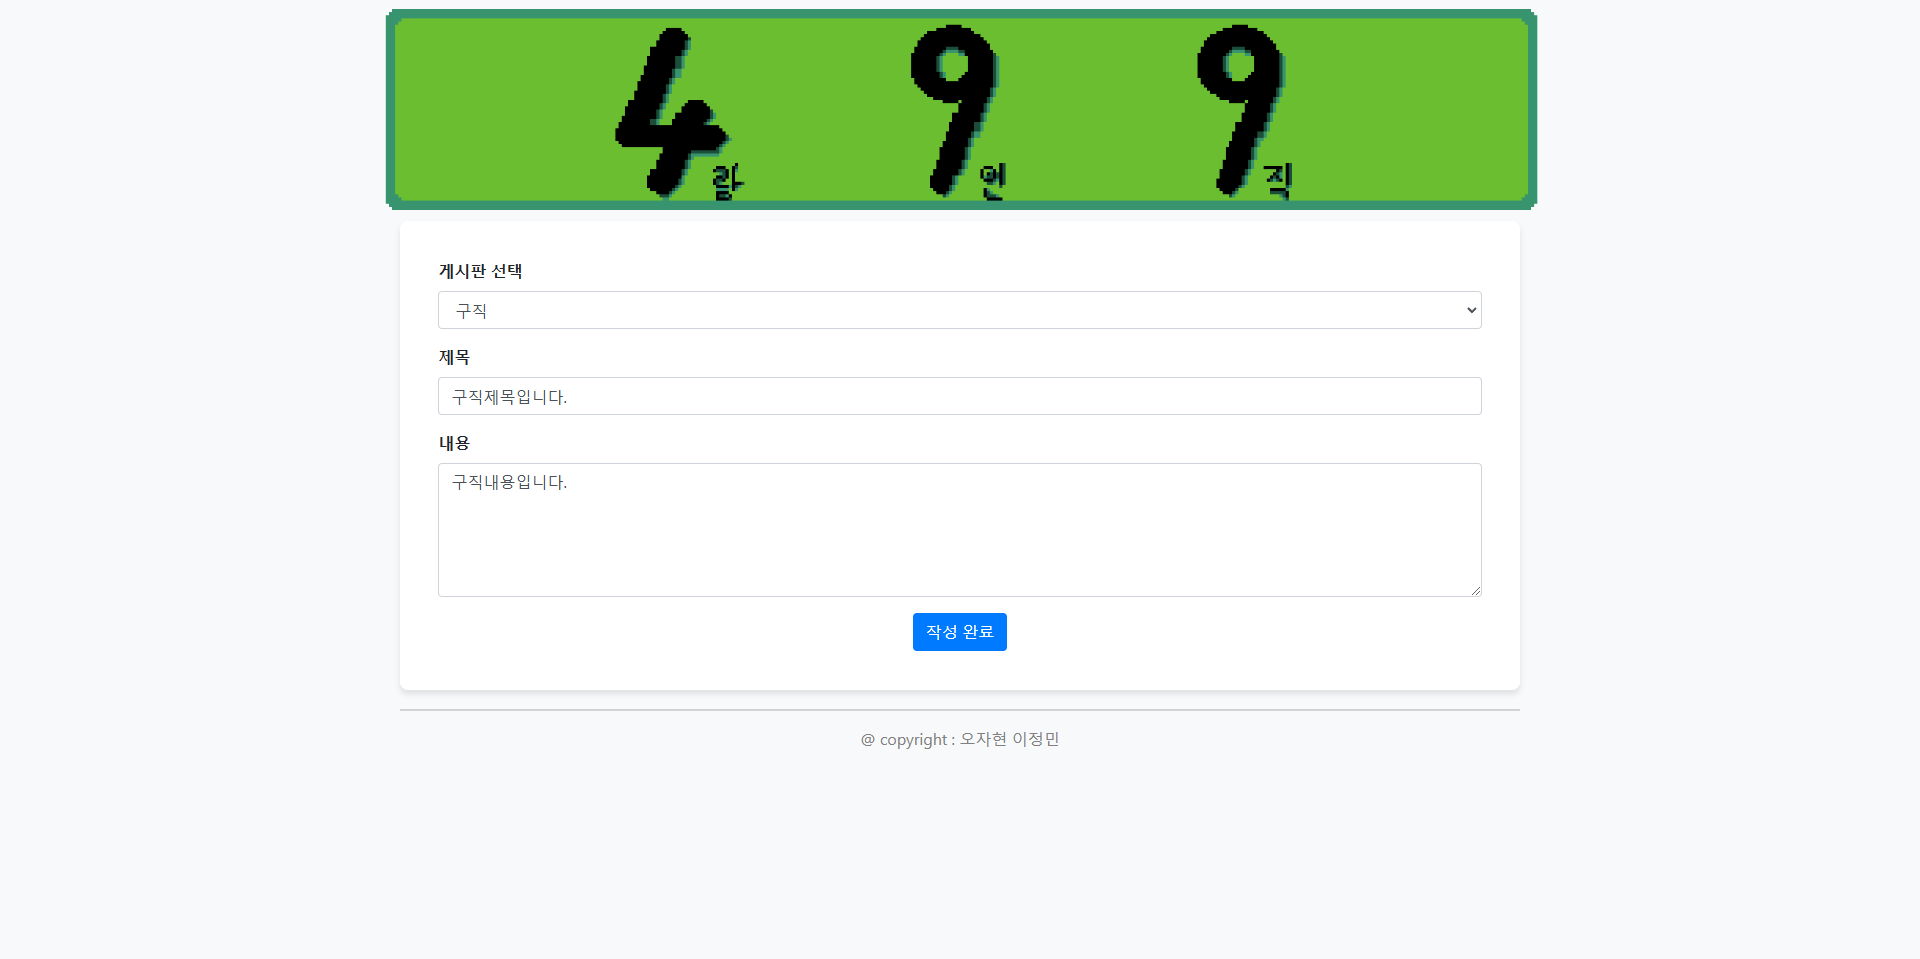 4람 9인 9직
게시판 선택
구직
제목
구직제목입니다.
내용
구직내용입니다.
작성 완료
@ copyright : 오자현 이정민